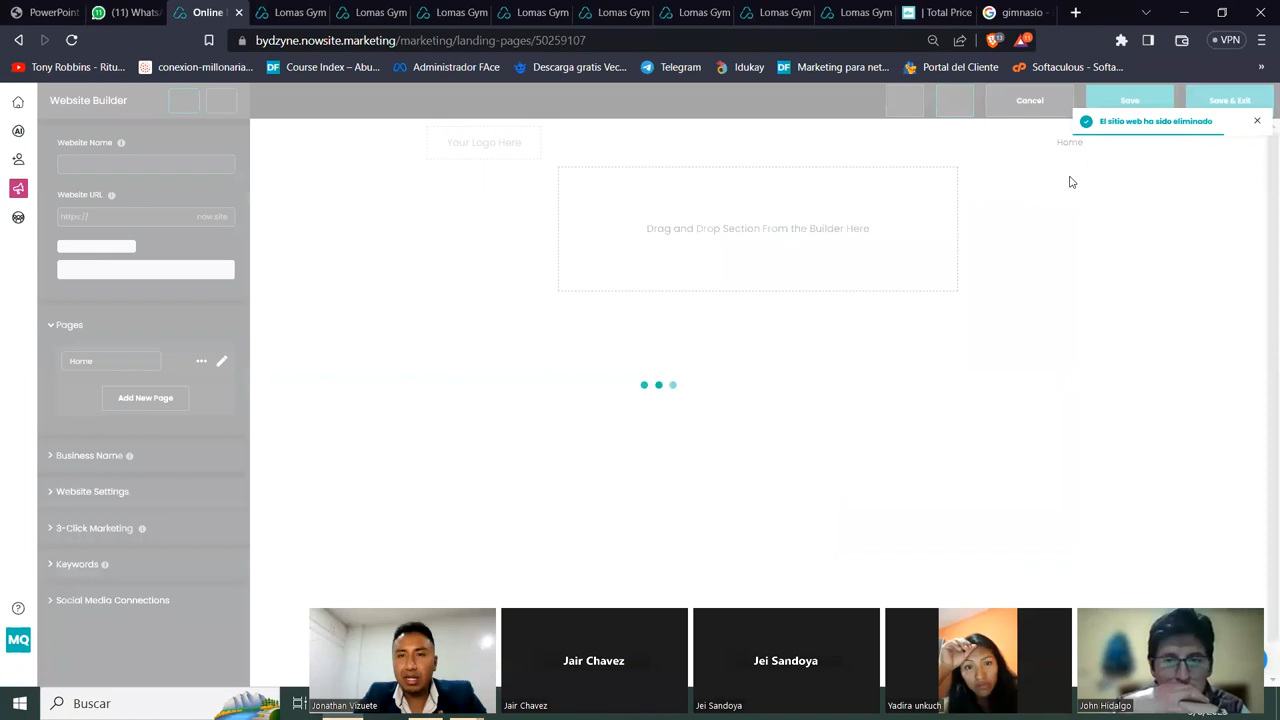 PowerPoint
(11) Whats
Online
Lomas Gym
Lomas Gym
Lomas Gym
Lomas Gym
Lomas Gym
Lomas Gym
Lomas Gym
| Total Price
gimnasio
bydzyne.nowsite.marketing/marketing/landing-pages/50259107
13
11
VPN
Tony Robbins - Ritu...
conexion-millonaria...
Course Index – Abu...
Administrador FAce
Descarga gratis Vec...
Telegram
Idukay
Marketing para net...
Portal del Cliente
Softaculous - Softa...
»
Website Builder
Cancel
Save
Save & Exit
El sitio web ha sido eliminado
AI
Website Name
Your Logo Here
Home
Website URL
https://
now.site
Drag and Drop Section From the Builder Here
Pages
Home
Add New Page
Business Name
Website Settings
3-Click Marketing
Keywords
Social Media Connections
MQ
Buscar
Jair Chavez
Jei Sandoya
Jonathan Vizuete
Jair Chavez
Jei Sandoya
Yadira unkuch
John Hidalgo